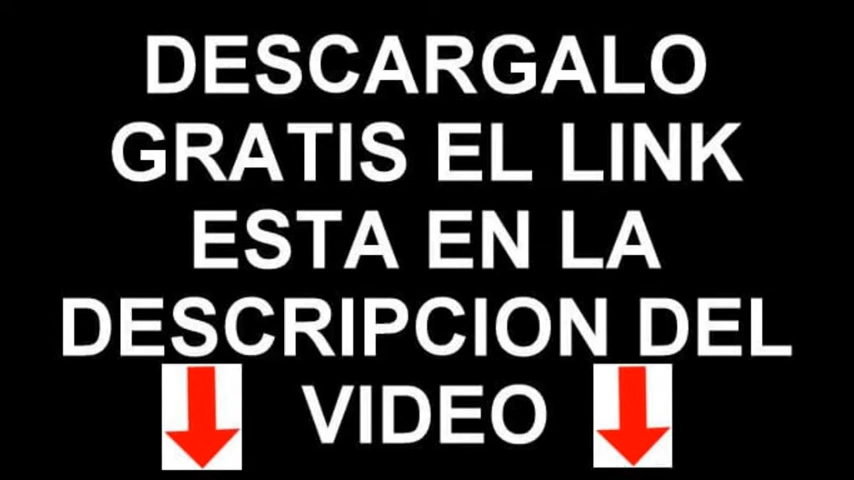 DESCARGALO
GRATIS EL LINK
ESTA EN LA
DESCRIPCION DEL
VIDEO